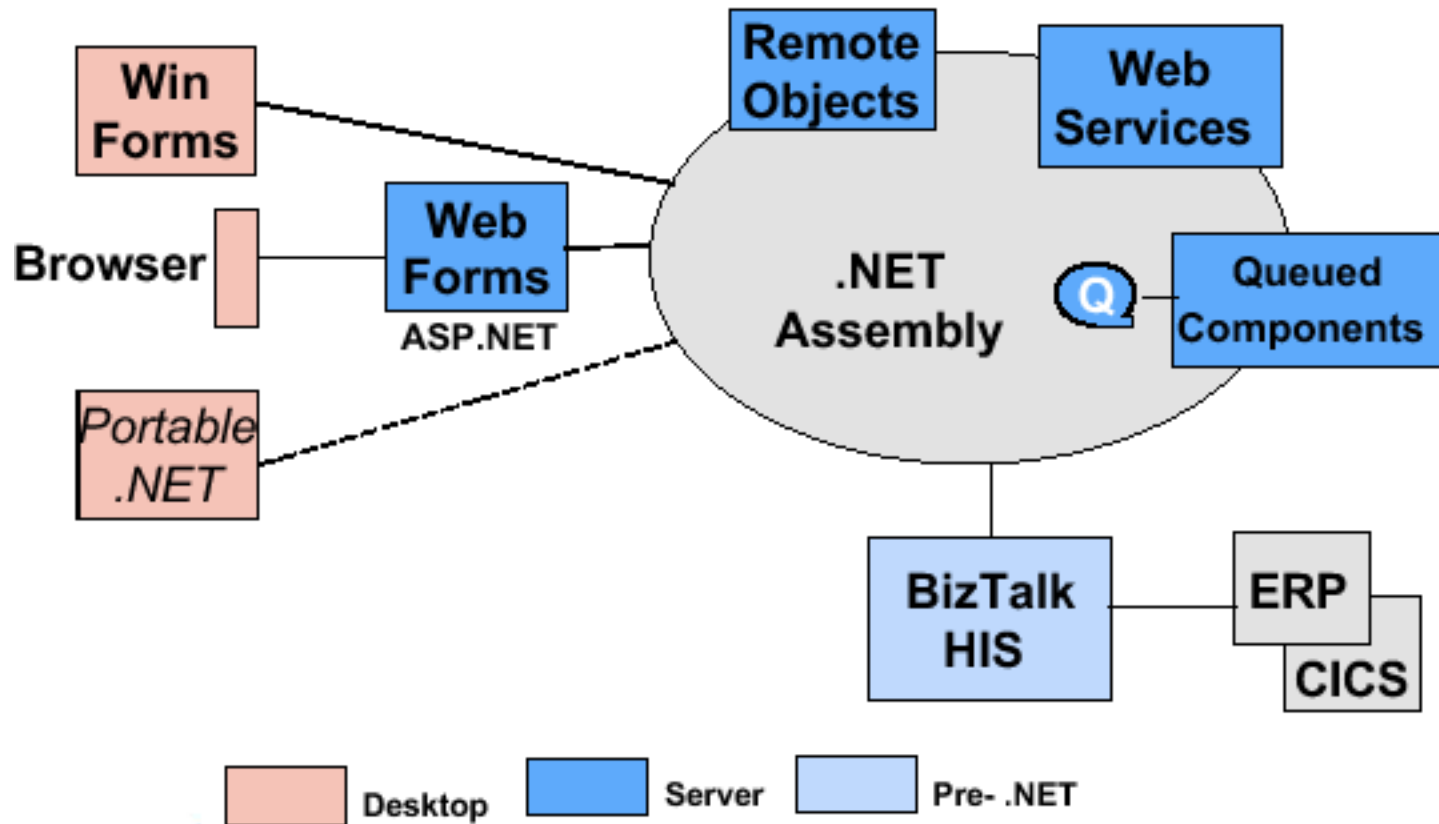 Remote
Objects
Web
Services
Win
Forms
Browser
Web
Forms
ASP.NET
.NET
Assembly
Q
Queued
Components
Portable
.NET
BizTalk
HIS
ERP
CICS
Desktop
Server
Pre- .NET